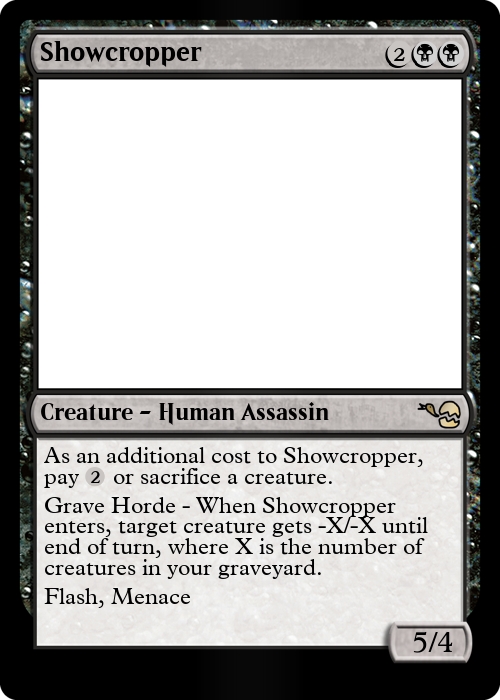 Showcropper 2
Creature – Human Assassin
As an additional cost to Showcropper,
pay 2 or sacrifice a creature.
Grave Horde - When Showcropper
enters, target creature gets -X/-X until
end of turn, where X is the number of
creatures in your graveyard.
Flash, Menace
5/4